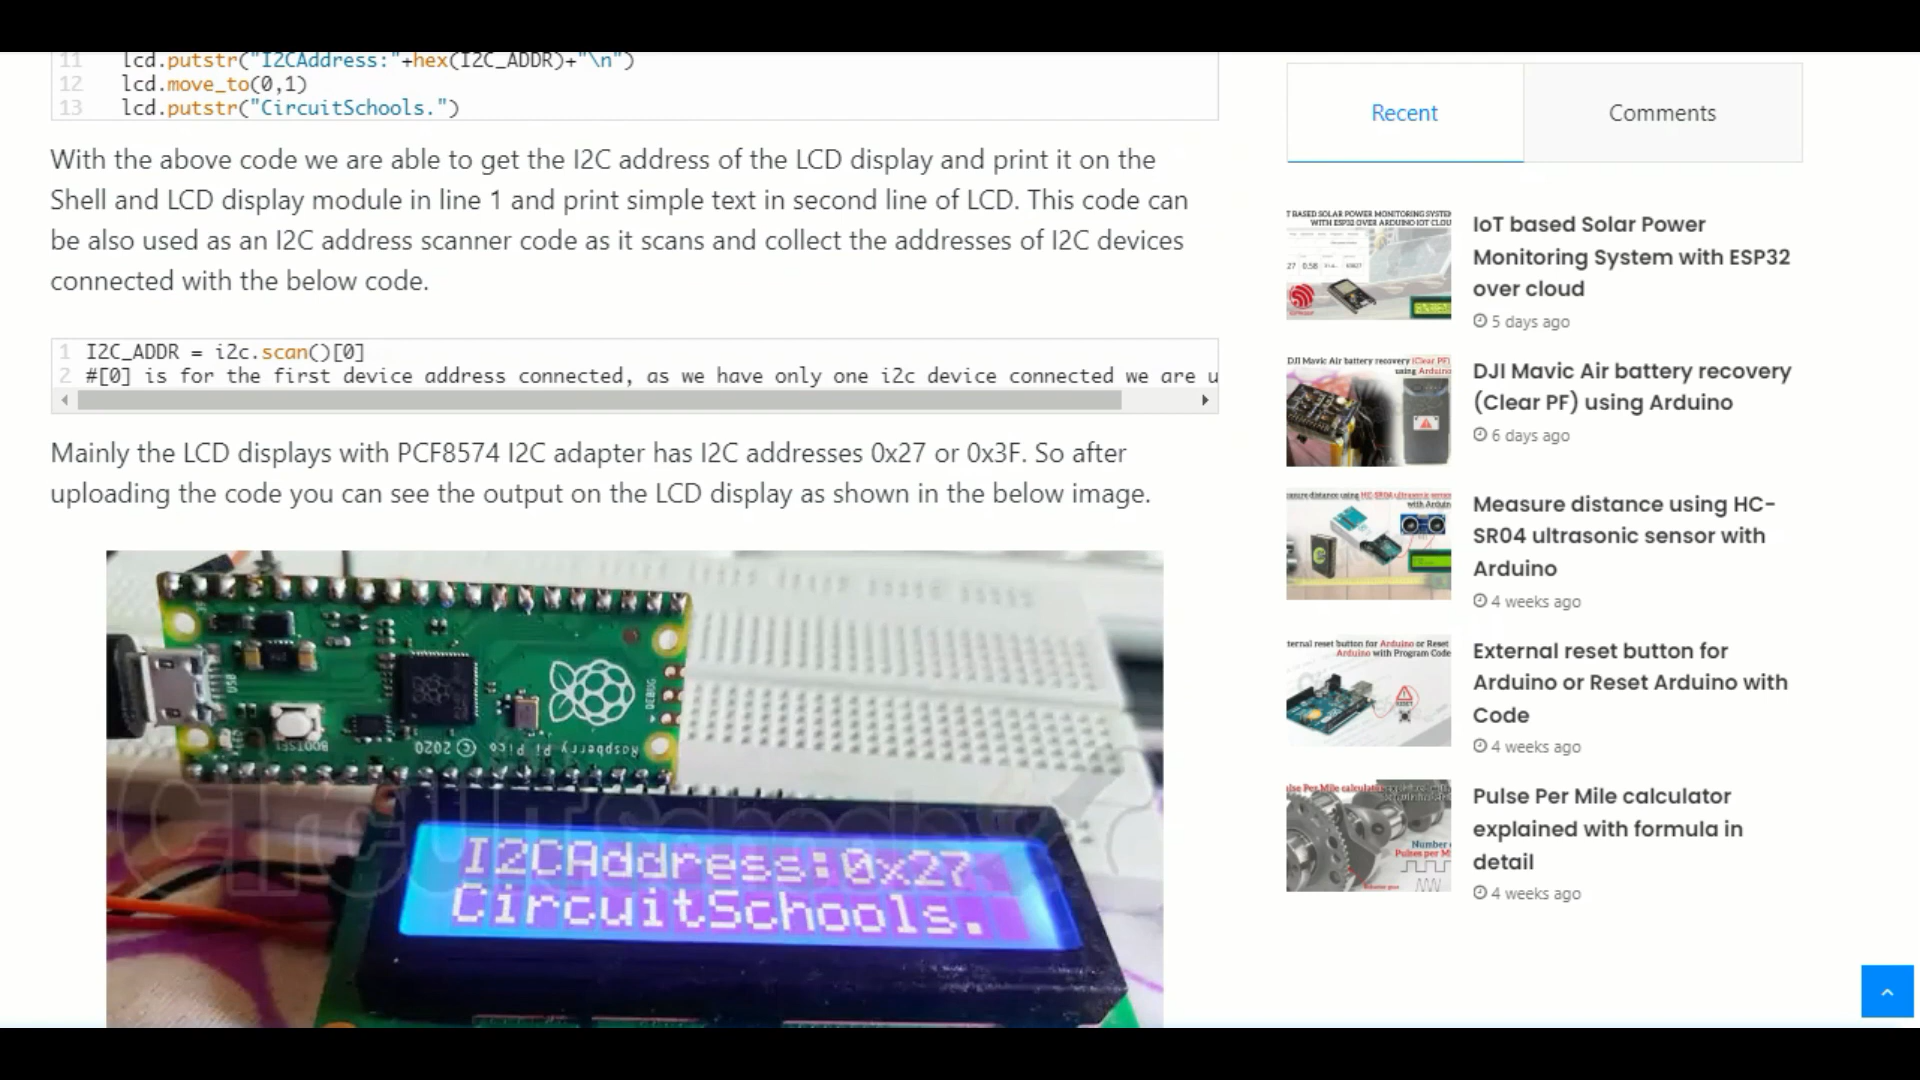 11 lcd.putstr("I2CAddress:"+hex(I2C_ADDR)+"\n")
12 lcd.move_to(0,1)
13 lcd.putstr("CircuitSchools.")
With the above code we are able to get the I2C address of the LCD display and print it on the
Shell and LCD display module in line 1 and print simple text in second line of LCD. This code can
be also used as an I2C address scanner code as it scans and collect the addresses of I2C devices
connected with the below code.
1 I2C_ADDR = i2c.scan()[0]
2 #[0] is for the first device address connected, as we have only one i2c device connected we are u
Mainly the LCD displays with PCF8574 I2C adapter has I2C addresses 0x27 or 0x3F. So after
uploading the code you can see the output on the LCD display as shown in the below image.
USB
DEBUG
BOOTSEL
Raspberry Pi Pico © 2020
I2CAddress:0x27
CircuitSchools.
Recent
Comments
IoT based Solar Power
Monitoring System with ESP32
over cloud
5 days ago
DJI Mavic Air battery recovery (Clear PF)
using Arduino
DJI Mavic Air battery recovery
(Clear PF) using Arduino
6 days ago
Measure distance using HC-
SR04 ultrasonic sensor with
Arduino
4 weeks ago
External reset button for
Arduino or Reset Arduino with
Code
4 weeks ago
Pulse Per Mile calculator
explained with formula in
detail
4 weeks ago